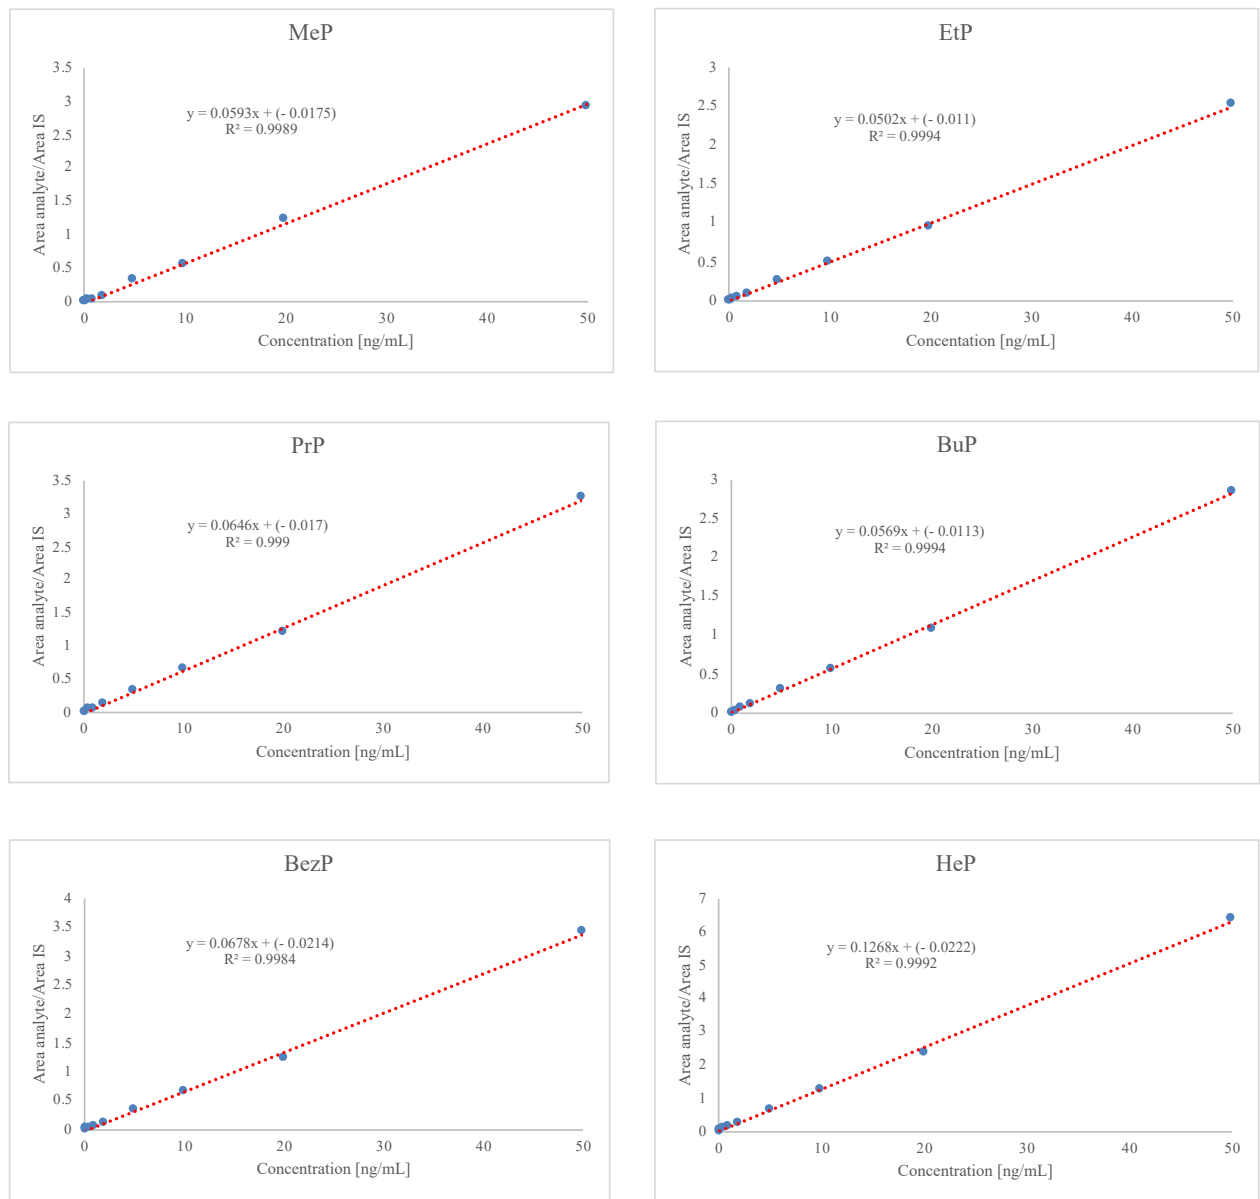 MeP
3.5
3
2.5
2
1.5
1
0.5
0
y = 0.0593x + (- 0.0175)
R² = 0.9989
Area analyte/Area IS
0 10 20 30 40 50
Concentration [ng/mL]
EtP
3
2.5
2
1.5
1
0.5
0
y = 0.0502x + (- 0.011)
R² = 0.9994
Area analyte/Area IS
0 10 20 30 40 50
Concentation [ng/mL]
PrP
3.5
3
2.5
2
1.5
1
0.5
0
y = 0.0646x + (- 0.017)
R² = 0.999
Area analyte/Area IS
0 10 20 30 40 50
Concentration [ng/mL]
BuP
3
2.5
2
1.5
1
0.5
0
y = 0.0569x + (- 0.0113)
R² = 0.9994
Area analyte/Area IS
0 10 20 30 40 50
Concentration [ng/mL]
BezP
4
3.5
3
2.5
2
1.5
1
0.5
0
y = 0.0678x + (- 0.0214)
R² = 0.9984
Area analyte/Area IS
0 10 20 30 40 50
Concentration [ng/mL]
HeP
7
6
5
4
3
2
1
0
y = 0.1268x + (- 0.0222)
R² = 0.9992
Area analyte/Area IS
0 10 20 30 40 50
Concentration [ng/mL]